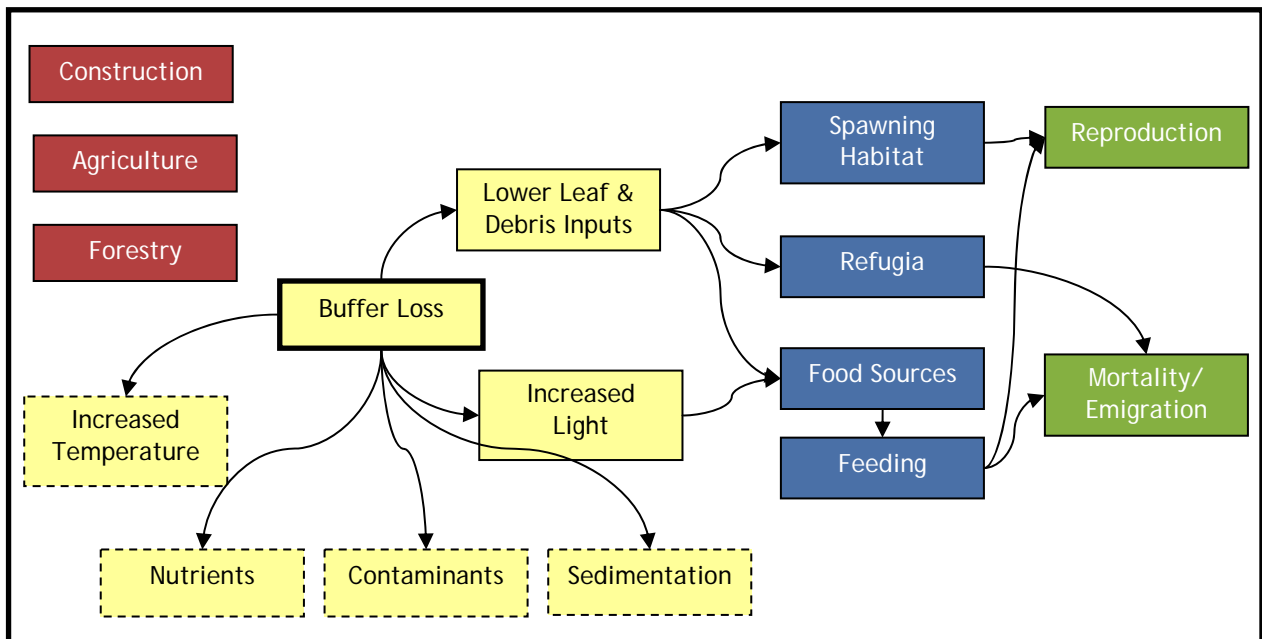 Construction
Agriculture
Forestry
Buffer Loss
Increased
Temperature
Nutrients
Contaminants
Sedimentation
Lower Leaf &
Debris Inputs
Increased
Light
Spawning
Habitat
Refugia
Food Sources
Feeding
Reproduction
Mortality/
Emigration